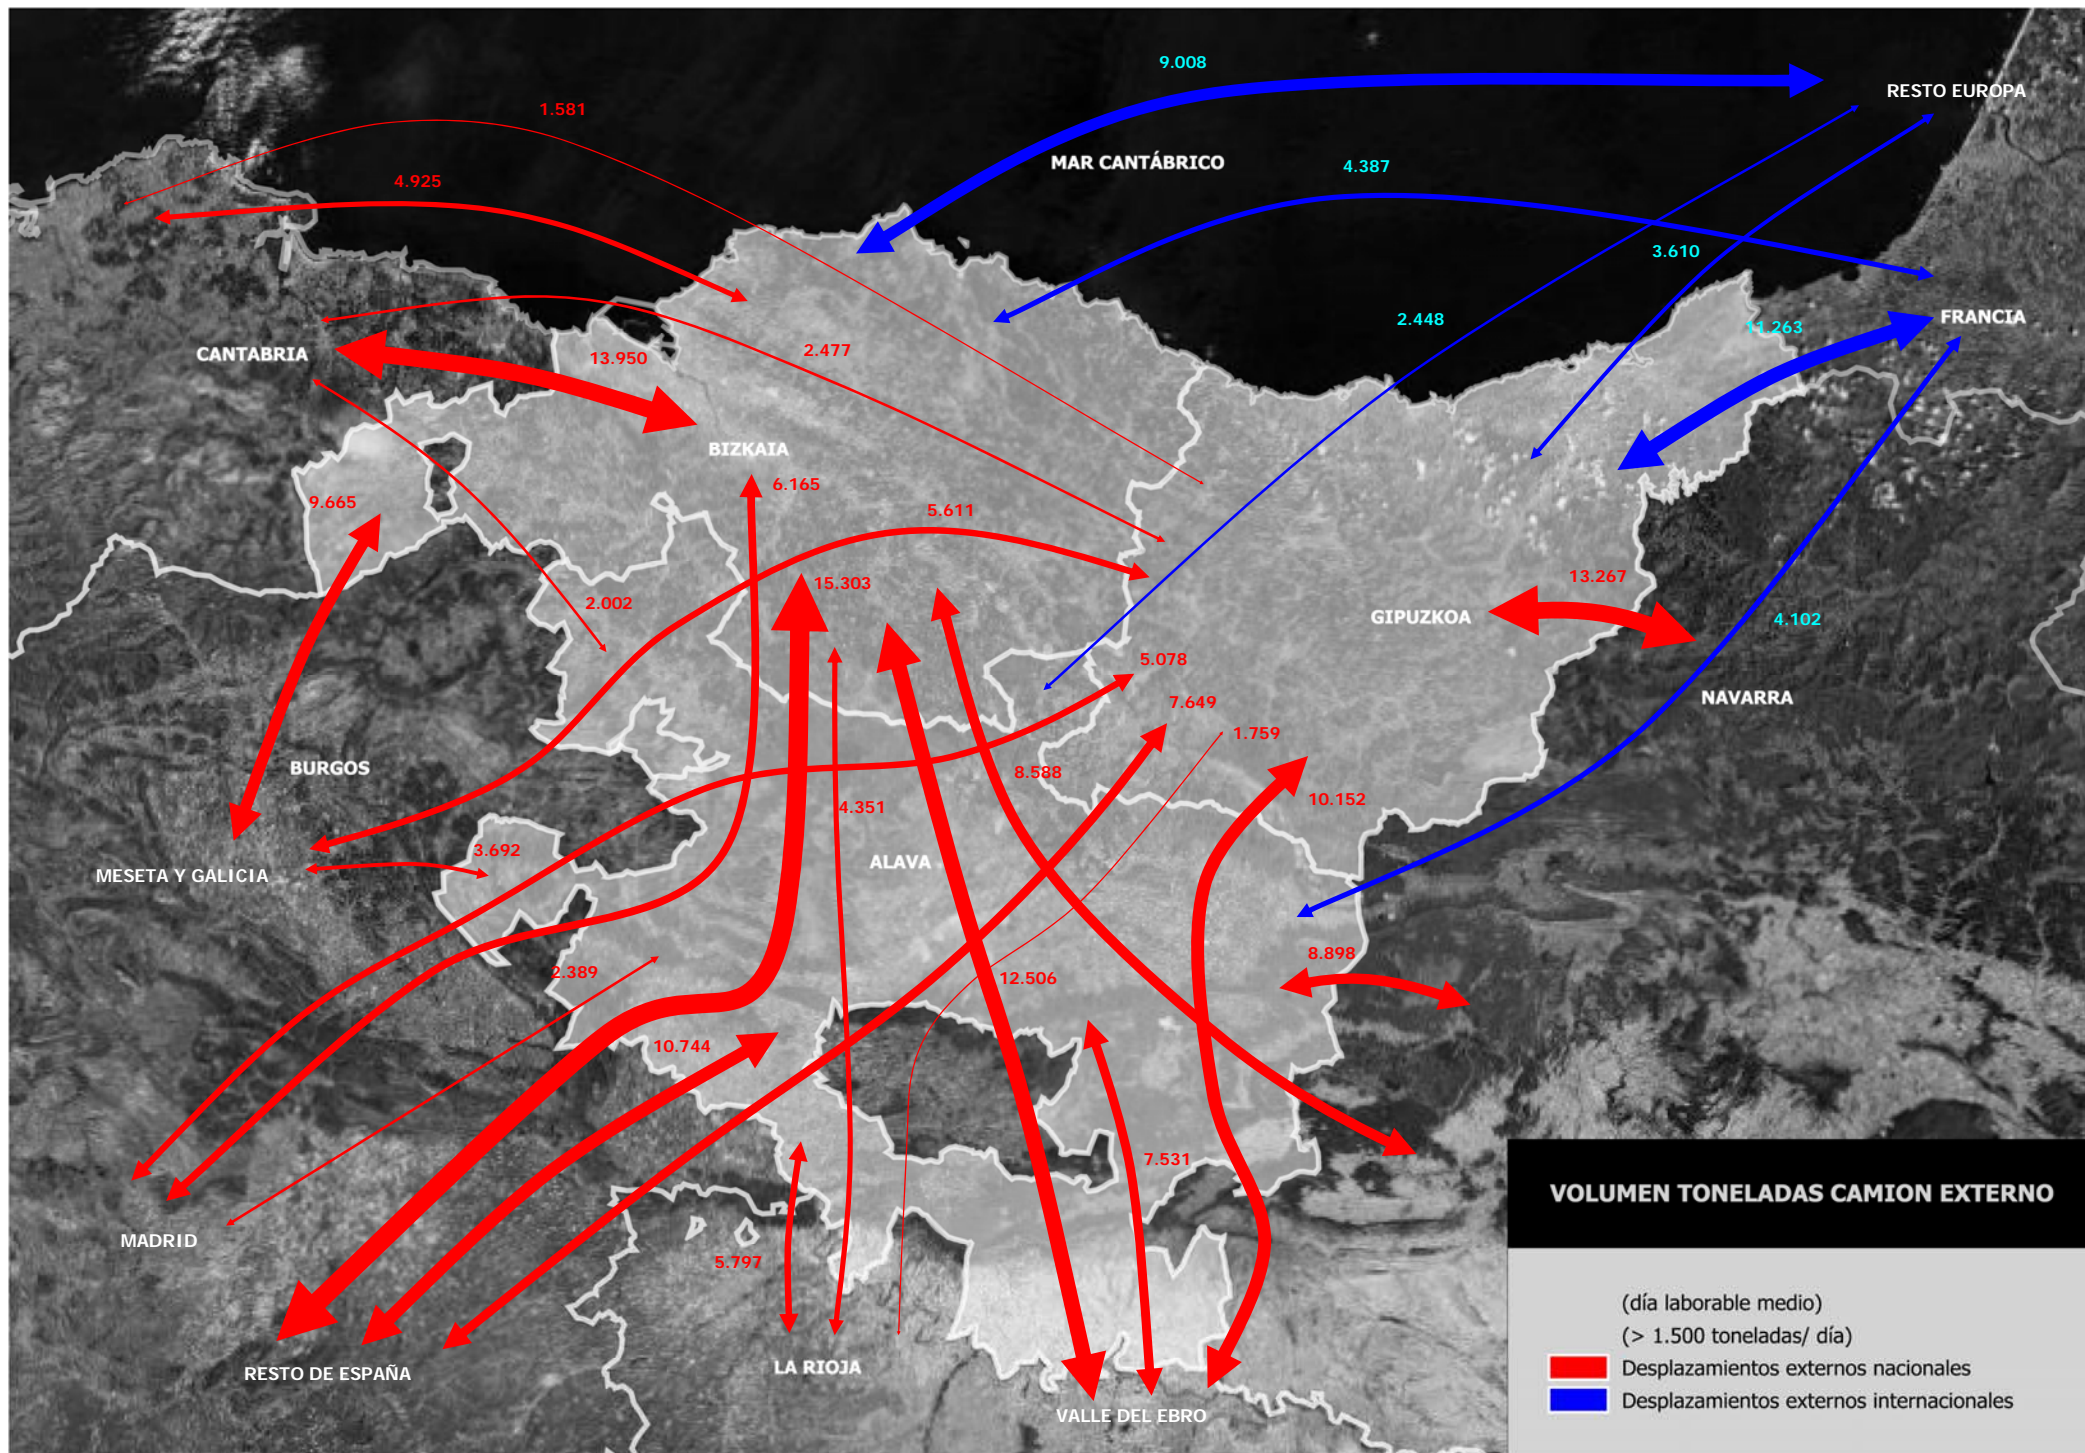 9.008
RESTO EUROPA
1.581
MAR CANTÁBRICO
4.387
4.925
3.610
2.448
11.263
FRANCIA
CANTABRIA
13.950
2.477
BIZKAIA
6.165
9.665
5.611
15.303
13.267
2.002
GIPUZKOA
4.102
5.078
NAVARRA
7.649
1.759
BURGOS
8.588
10.152
4.351
3.692
ALAVA
MESETA Y GALICIA
8.898
2.389
12.506
10.744
7.531
MADRID
5.797
RESTO DE ESPAÑA
LA RIOJA
VALLE DEL EBRO
VOLUMEN TONELADAS CAMION EXTERNO
(día laborable medio)
(> 1.500 toneladas/ día)
Desplazamientos externos nacionales
Desplazamientos externos internacionales